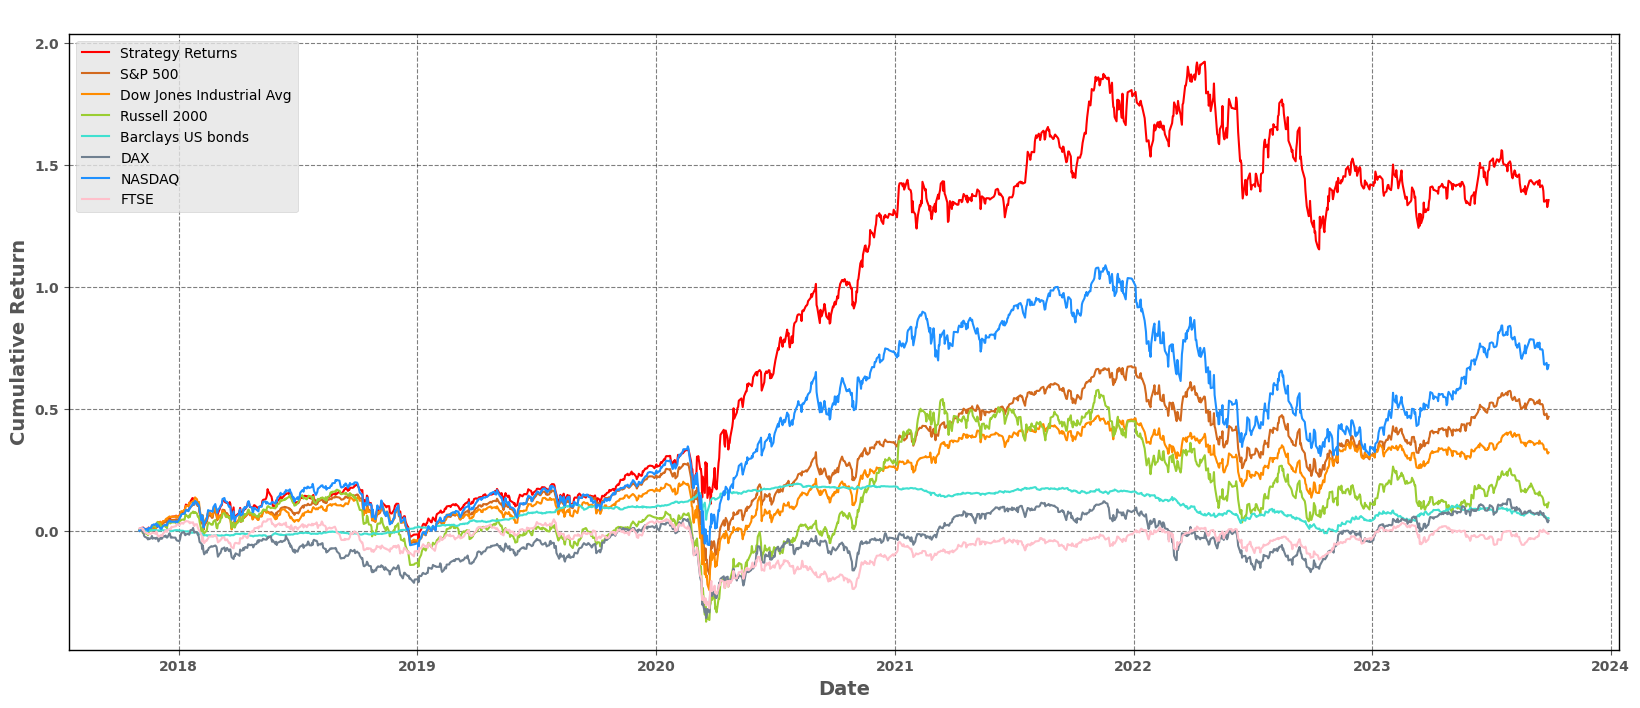 2.0
1.5
1.0
0.5
0.0
Cumulative Return
Strategy Returns
S&P 500
Dow Jones Industrial Avg
Russell 2000
Barclays US bonds
DAX
NASDAQ
FTSE
2018 2019 2020 2021 2022 2023 2024
Date